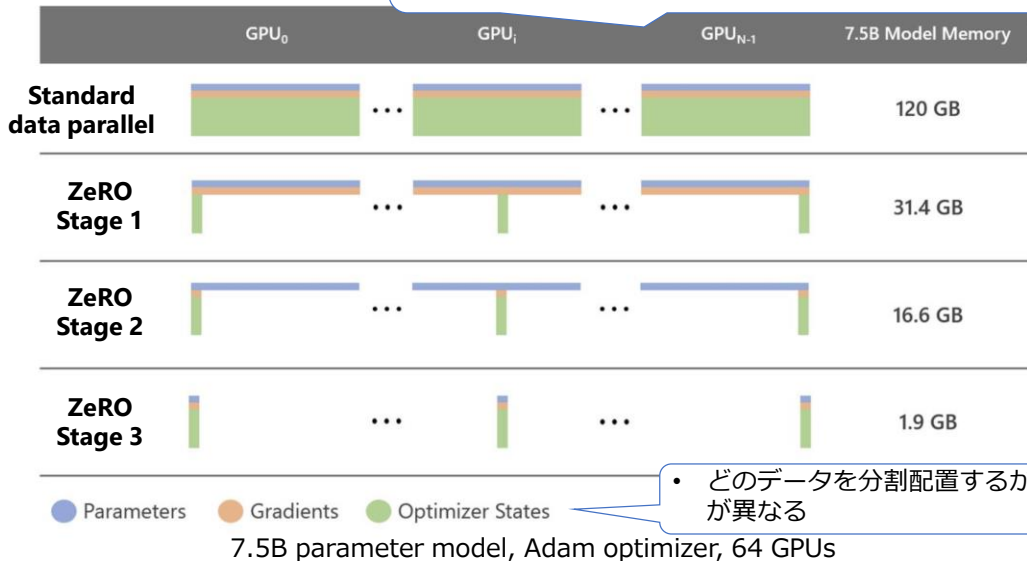 GPU₀ GPUᵢ GPU_N-1 7.5B Model Memory
Standard
data parallel
... ...
120 GB
ZeRO
Stage 1
... ...
31.4 GB
ZeRO
Stage 2
... ...
16.6 GB
ZeRO
Stage 3
... ...
1.9 GB
• どのデータを分割配置するか
が異なる
Parameters Gradients Optimizer States
7.5B parameter model, Adam optimizer, 64 GPUs